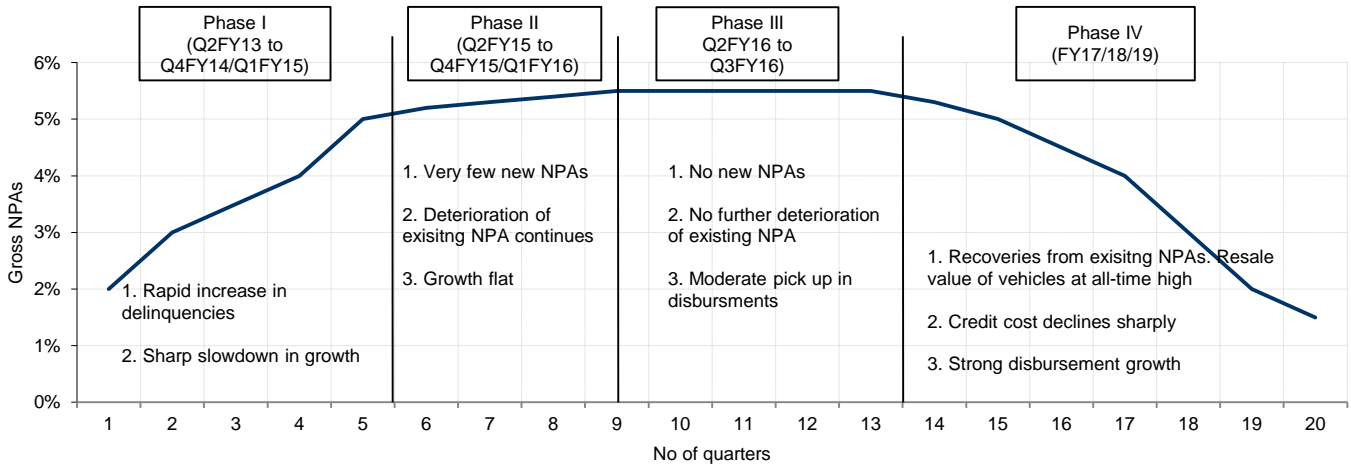 Phase I
(Q2FY13 to
Q4FY14/Q1FY15)
Phase II
(Q2FY15 to
Q4FY15/Q1FY16)
Phase III
Q2FY16 to
Q3FY16)
Phase IV
(FY17/18/19)
6%
5%
4%
3%
2%
1%
0%
Gross NPAs
1. Rapid increase in
delinquencies
2. Sharp slowdown in growth
1. Very few new NPAs
2. Deterioration of
exisitng NPA continues
3. Growth flat
1. No new NPAs
2. No further deterioration
of existing NPA
3. Moderate pick up in
disbursments
1. Recoveries from exisitng NPAs. Resale
value of vehicles at all-time high
2. Credit cost declines sharply
3. Strong disbursement growth
1 2 3 4 5 6 7 8 9 10 11 12 13 14 15 16 17 18 19 20
No of quarters